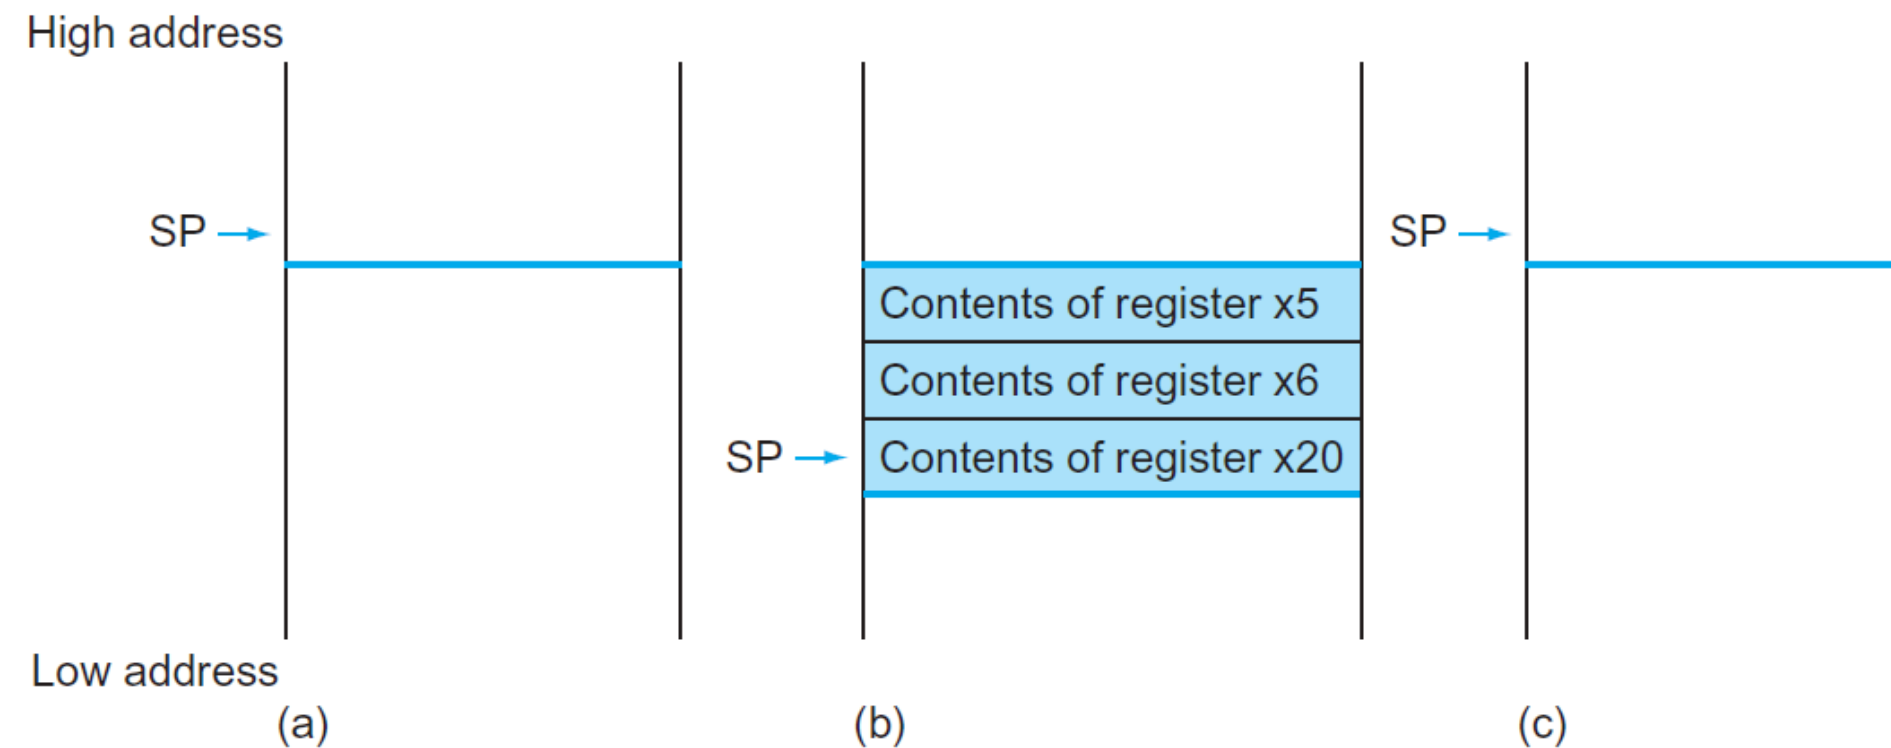 High address
SP
SP
Contents of register x5
Contents of register x6
SP
Contents of register x20
Low address
(a)
(b)
(c)